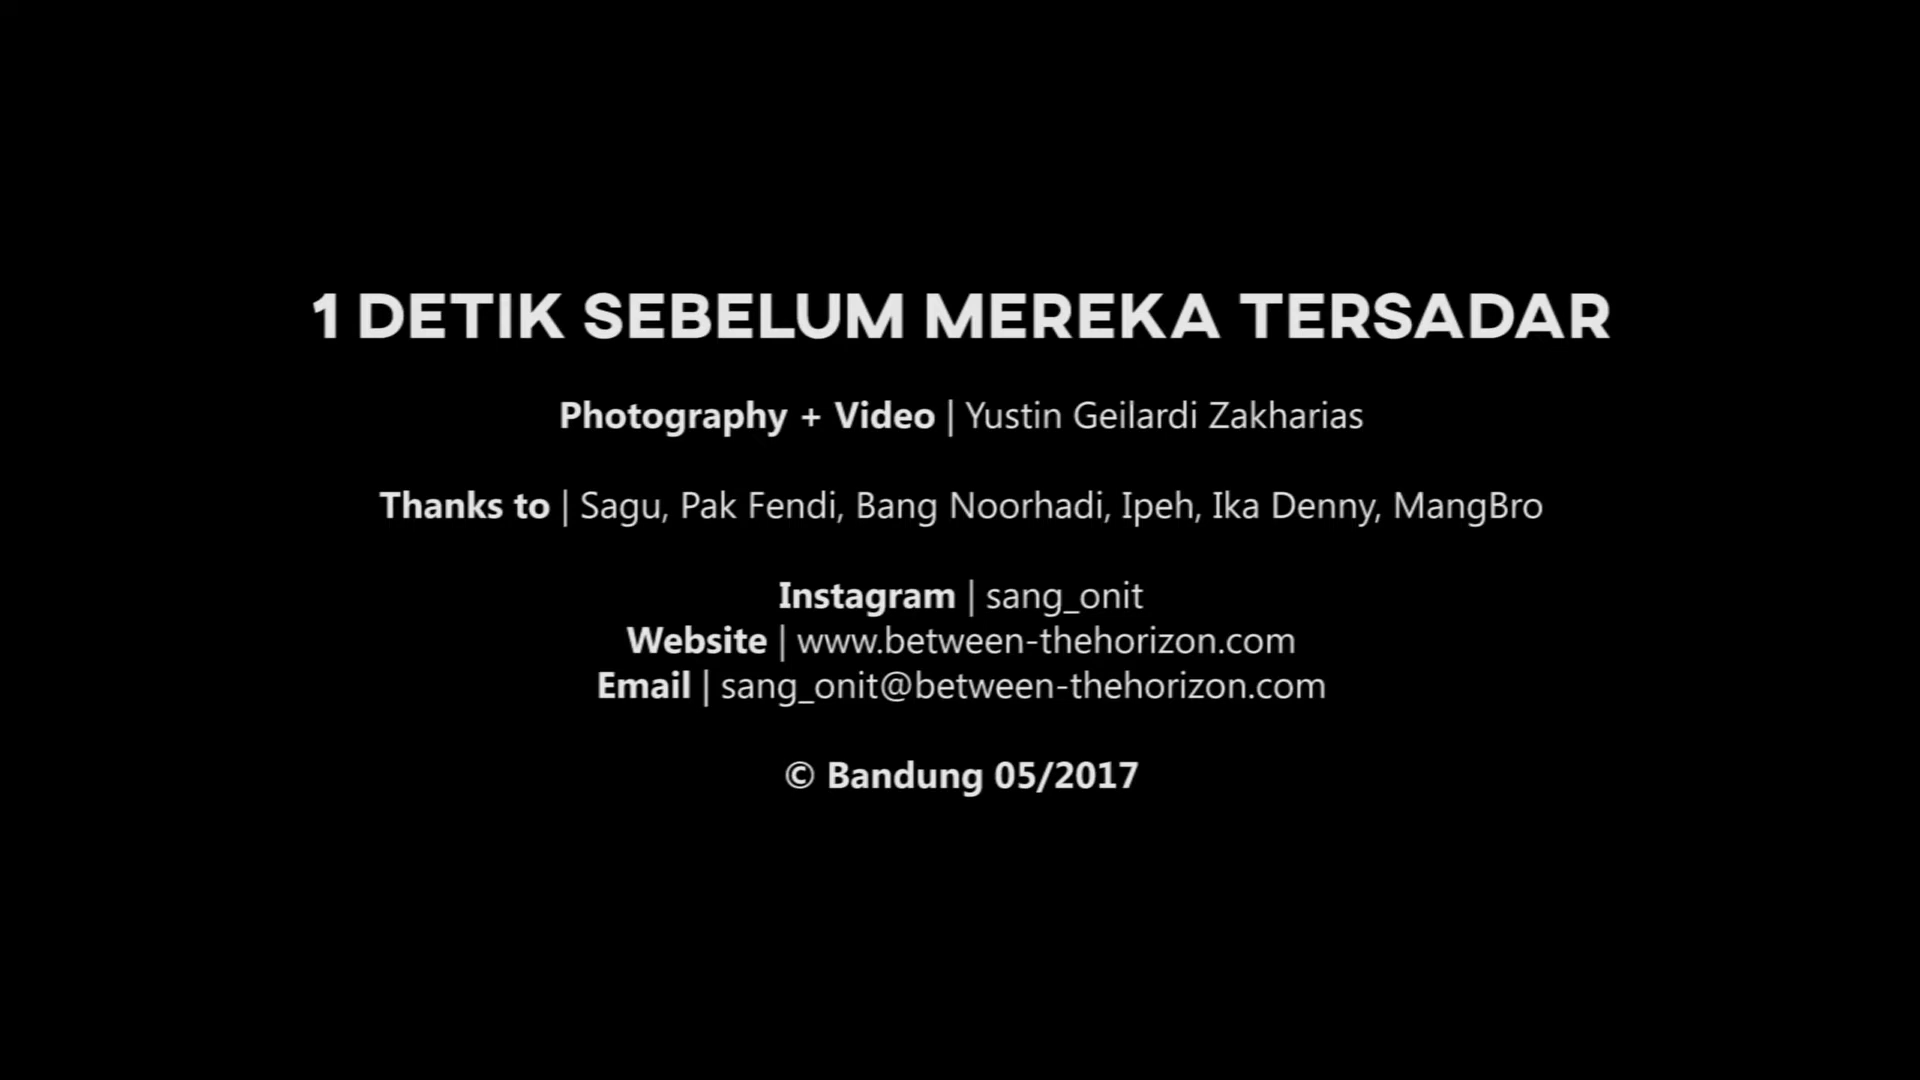 1 DETIK SEBELUM MEREKA TERSADAR
Photography + Video | Yustin Geilardi Zakharias
Thanks to | Sagu, Pak Fendi, Bang Noorhadi, Ipeh, Ika Denny, MangBro
Instagram | sang_onit
Website | www.between-thehorizon.com
Email | sang_onit@between-thehorizon.com
© Bandung 05/2017